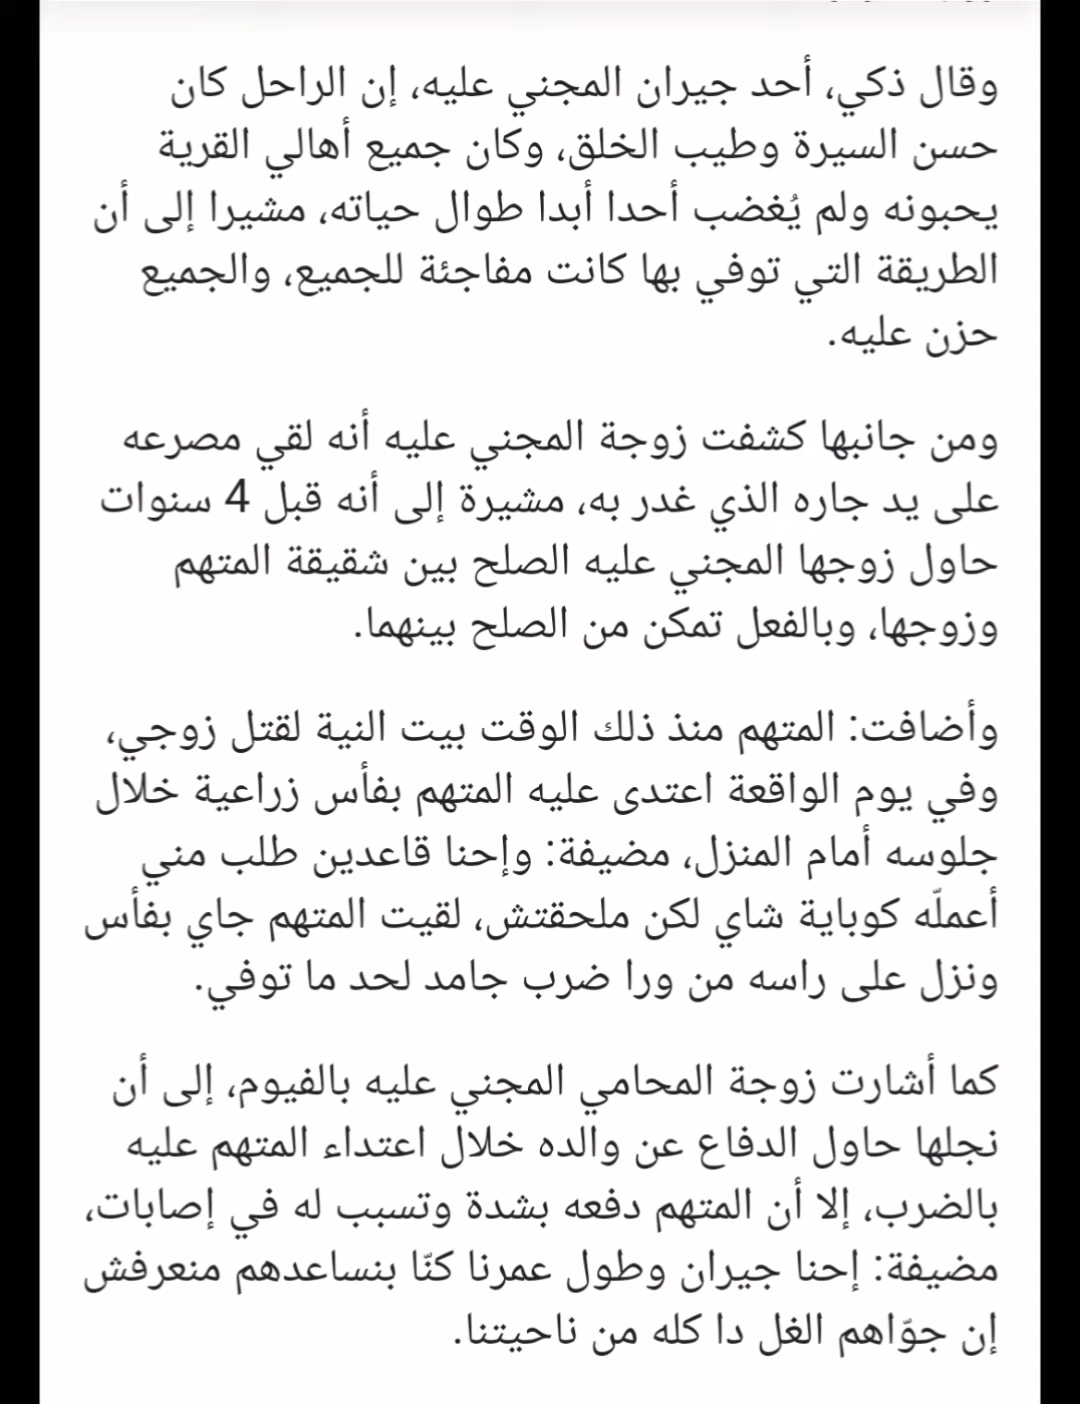 وقال ذكي، أحد جيران المجني عليه، إن الراحل كان
حسن السيرة وطيب الخلق، وكان جميع أهالي القرية
يحبونه ولم يُغضب أحدا أبدا طوال حياته، مشيرا إلى أن
الطريقة التي توفي بها كانت مفاجئة للجميع، والجميع
حزن عليه.
ومن جانبها كشفت زوجة المجني عليه أنه لقي مصرعه
على يد جاره الذي غدر به، مشيرة إلى أنه قبل 4 سنوات
حاول زوجها المجني عليه الصلح بين شقيقة المتهم
وزوجها، وبالفعل تمكن من الصلح بينهما.
وأضافت: المتهم منذ ذلك الوقت بيت النية لقتل زوجي،
وفي يوم الواقعة اعتدى عليه المتهم بفأس زراعية خلال
جلوسه أمام المنزل، مضيفة: وإحنا قاعدين طلب مني
أعملّه كوباية شاي لكن ملحقتش، لقيت المتهم جاي بفأس
ونزل على راسه من ورا ضرب جامد لحد ما توفي.
كما أشارت زوجة المحامي المجني عليه بالفيوم، إلى أن
نجلها حاول الدفاع عن والده خلال اعتداء المتهم عليه
بالضرب، إلا أن المتهم دفعه بشدة وتسبب له في إصابات،
مضيفة: إحنا جيران وطول عمرنا كنّا بنساعدهم منعرفش
إن جوّاهم الغل دا كله من ناحيتنا.